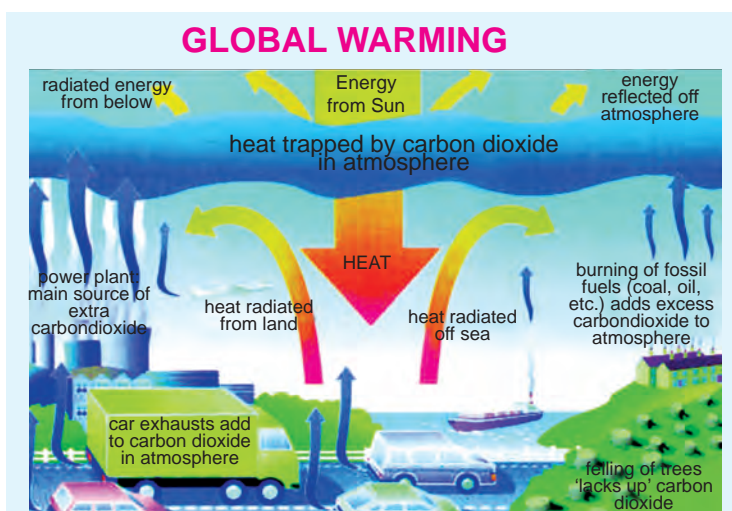 GLOBAL WARMING
radiated energy
from below
Energy
from Sun
energy
reflected off
atmosphere
heat trapped by carbon dioxide
in atmosphere
HEAT
power plant:
main source of
extra
carbondioxide
heat radiated
from land
heat radiated
off sea
burning of fossil
fuels (coal, oil,
etc.) adds excess
carbondioxide to
atmosphere
car exhausts add
to carbon dioxide
in atmosphere
felling of trees
'lacks up' carbon
dioxide